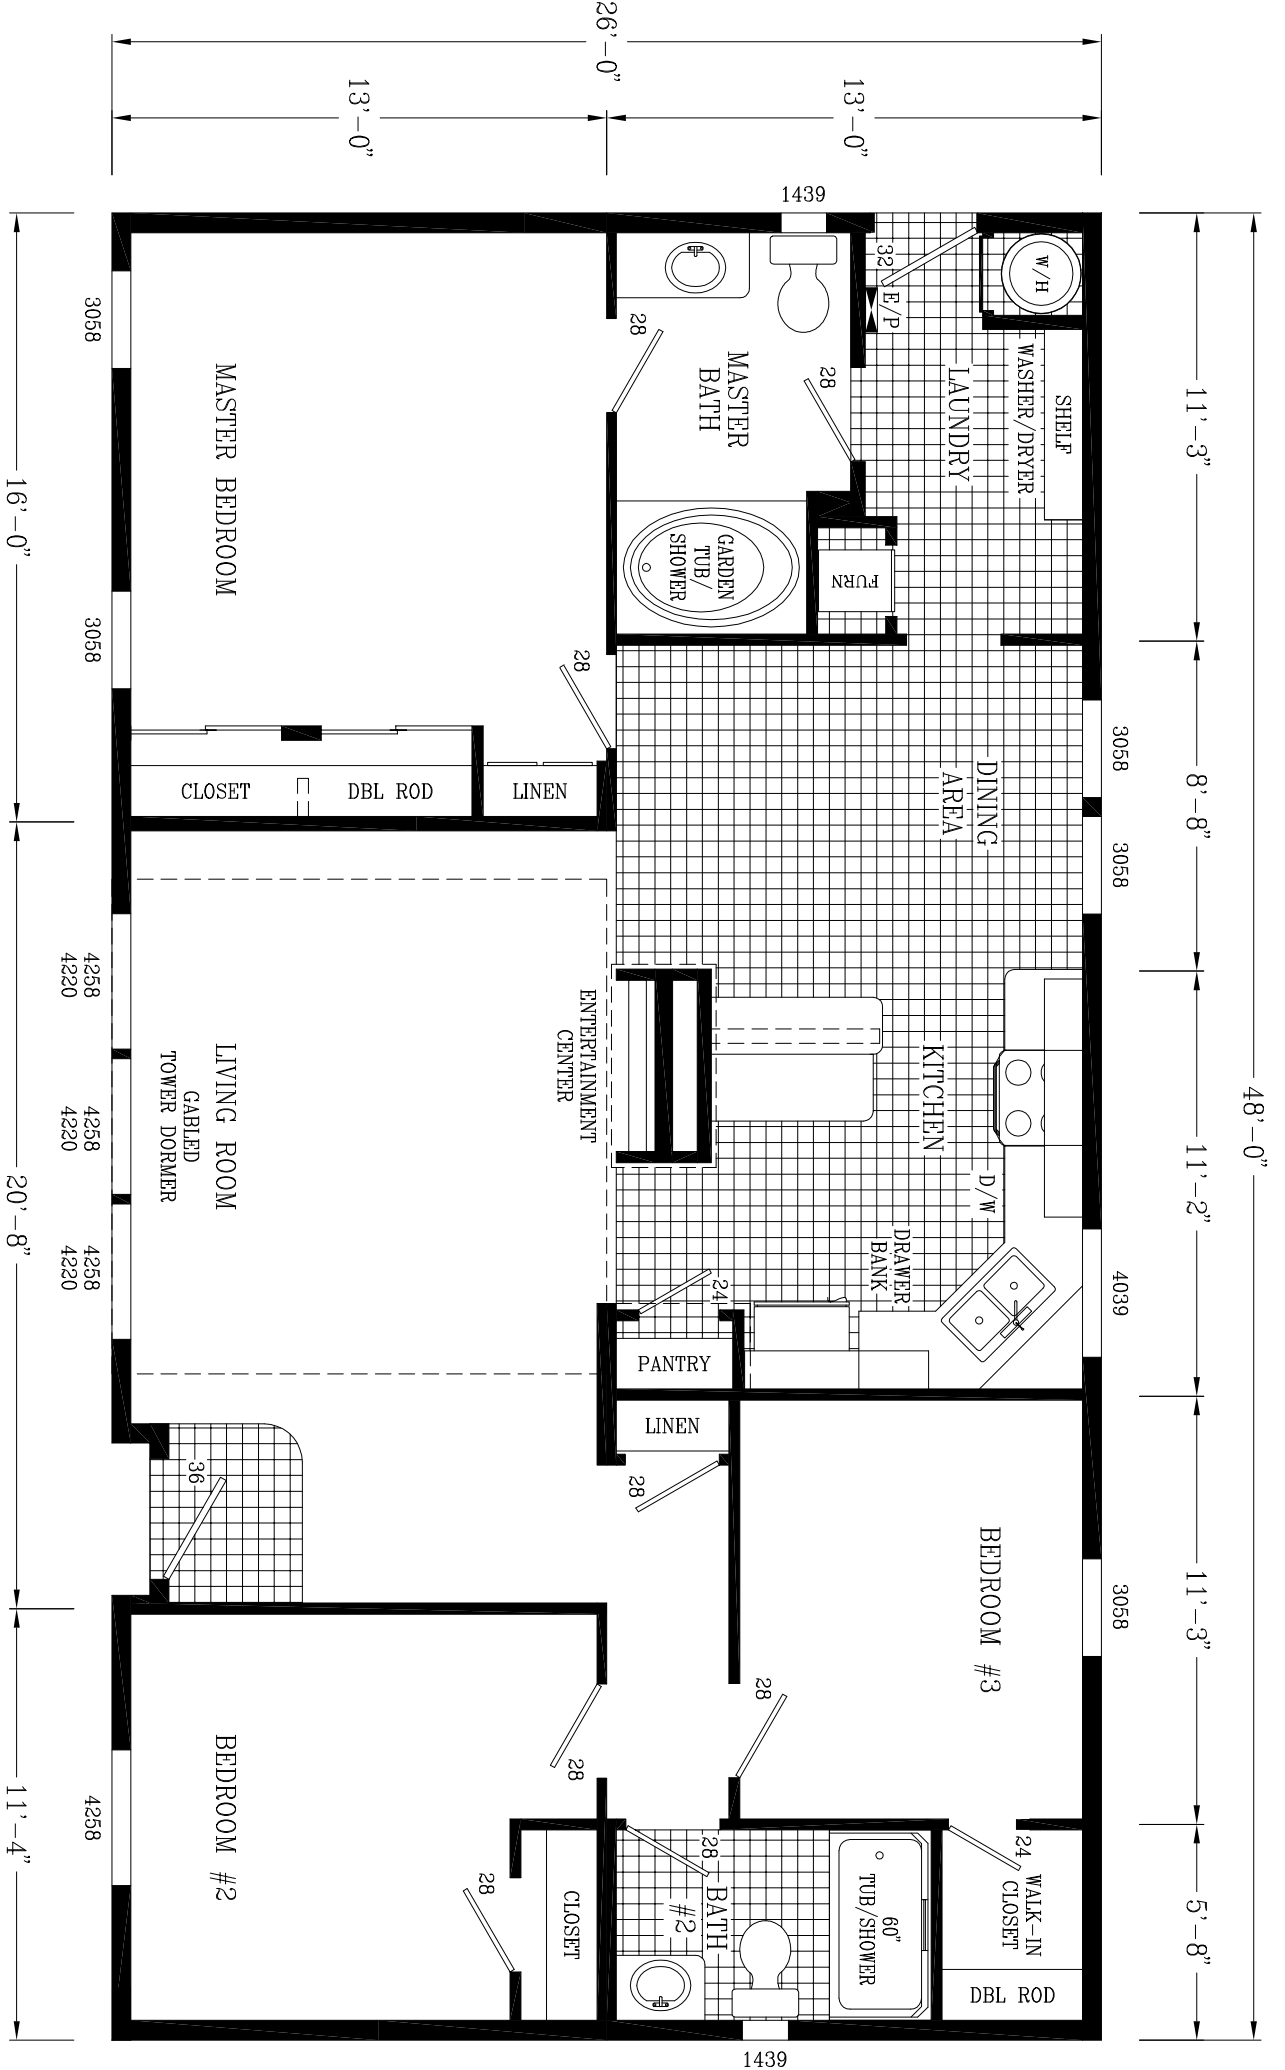 48'-0"
11'-3"
8'-8"
11'-2"
11'-3"
5'-8"
26'-0"
13'-0"
13'-0"
1439
3058
3058
4039
3058
W/H
SHELF
WASHER/DRYER
LAUNDRY
32
E/P
28
FURN
MASTER
BATH
28
GARDEN
TUB/
SHOWER
DINING
AREA
KITCHEN
D/W
DRAWER
BANK
24
PANTRY
LINEN
28
BEDROOM #3
28
24
WALK-IN
CLOSET
DBL ROD
60"
TUB/SHOWER
28
BATH
#2
1439
MASTER BEDROOM
28
LINEN
DBL ROD
CLOSET
ENTERTAINMENT
CENTER
LIVING ROOM
GABLED
TOWER DORMER
36
28
BEDROOM #2
28
CLOSET
3058
3058
4258
4220
4258
4220
4258
4220
4258
16'-0"
20'-8"
11'-4"